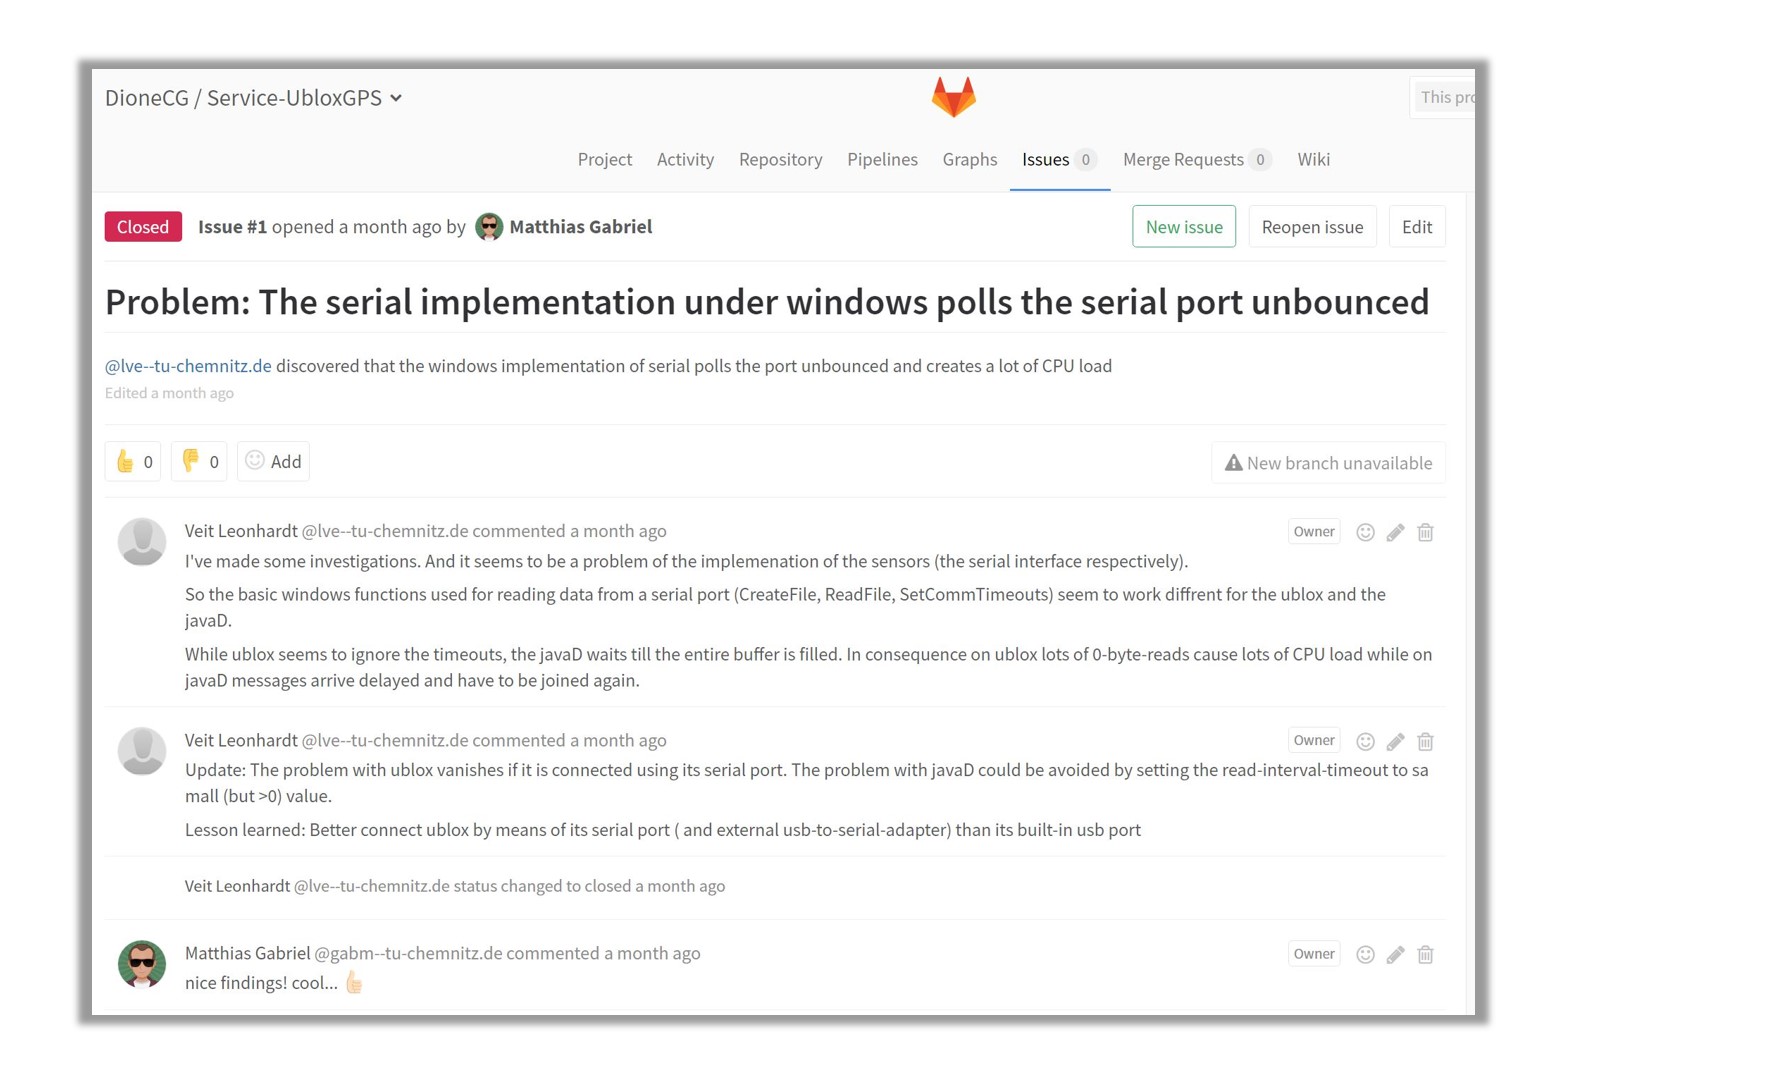 DioneCG / Service-UbloxGPS
This pro
Project Activity Repository Pipelines Graphs Issues 0 Merge Requests 0 Wiki
Closed Issue #1 opened a month ago by Matthias Gabriel New issue Reopen issue Edit
Problem: The serial implementation under windows polls the serial port unbounced
@lve--tu-chemnitz.de discovered that the windows implementation of serial polls the port unbounced and creates a lot of CPU load
Edited a month ago
0 0 Add New branch unavailable
Veit Leonhardt @lve--tu-chemnitz.de commented a month ago Owner
I've made some investigations. And it seems to be a problem of the implemenation of the sensors (the serial interface respectively).
So the basic windows functions used for reading data from a serial port (CreateFile, ReadFile, SetCommTimeouts) seem to work diffrent for the ublox and the
javaD.
While ublox seems to ignore the timeouts, the javaD waits till the entire buffer is filled. In consequence on ublox lots of 0-byte-reads cause lots of CPU load while on
javaD messages arrive delayed and have to be joined again.
Veit Leonhardt @lve--tu-chemnitz.de commented a month ago Owner
Update: The problem with ublox vanishes if it is connected using its serial port. The problem with javaD could be avoided by setting the read-interval-timeout to sa
mall (but >0) value.
Lesson learned: Better connect ublox by means of its serial port ( and external usb-to-serial-adapter) than its built-in usb port
Veit Leonhardt @lve--tu-chemnitz.de status changed to closed a month ago
Matthias Gabriel @gabm--tu-chemnitz.de commented a month ago Owner
nice findings! cool...